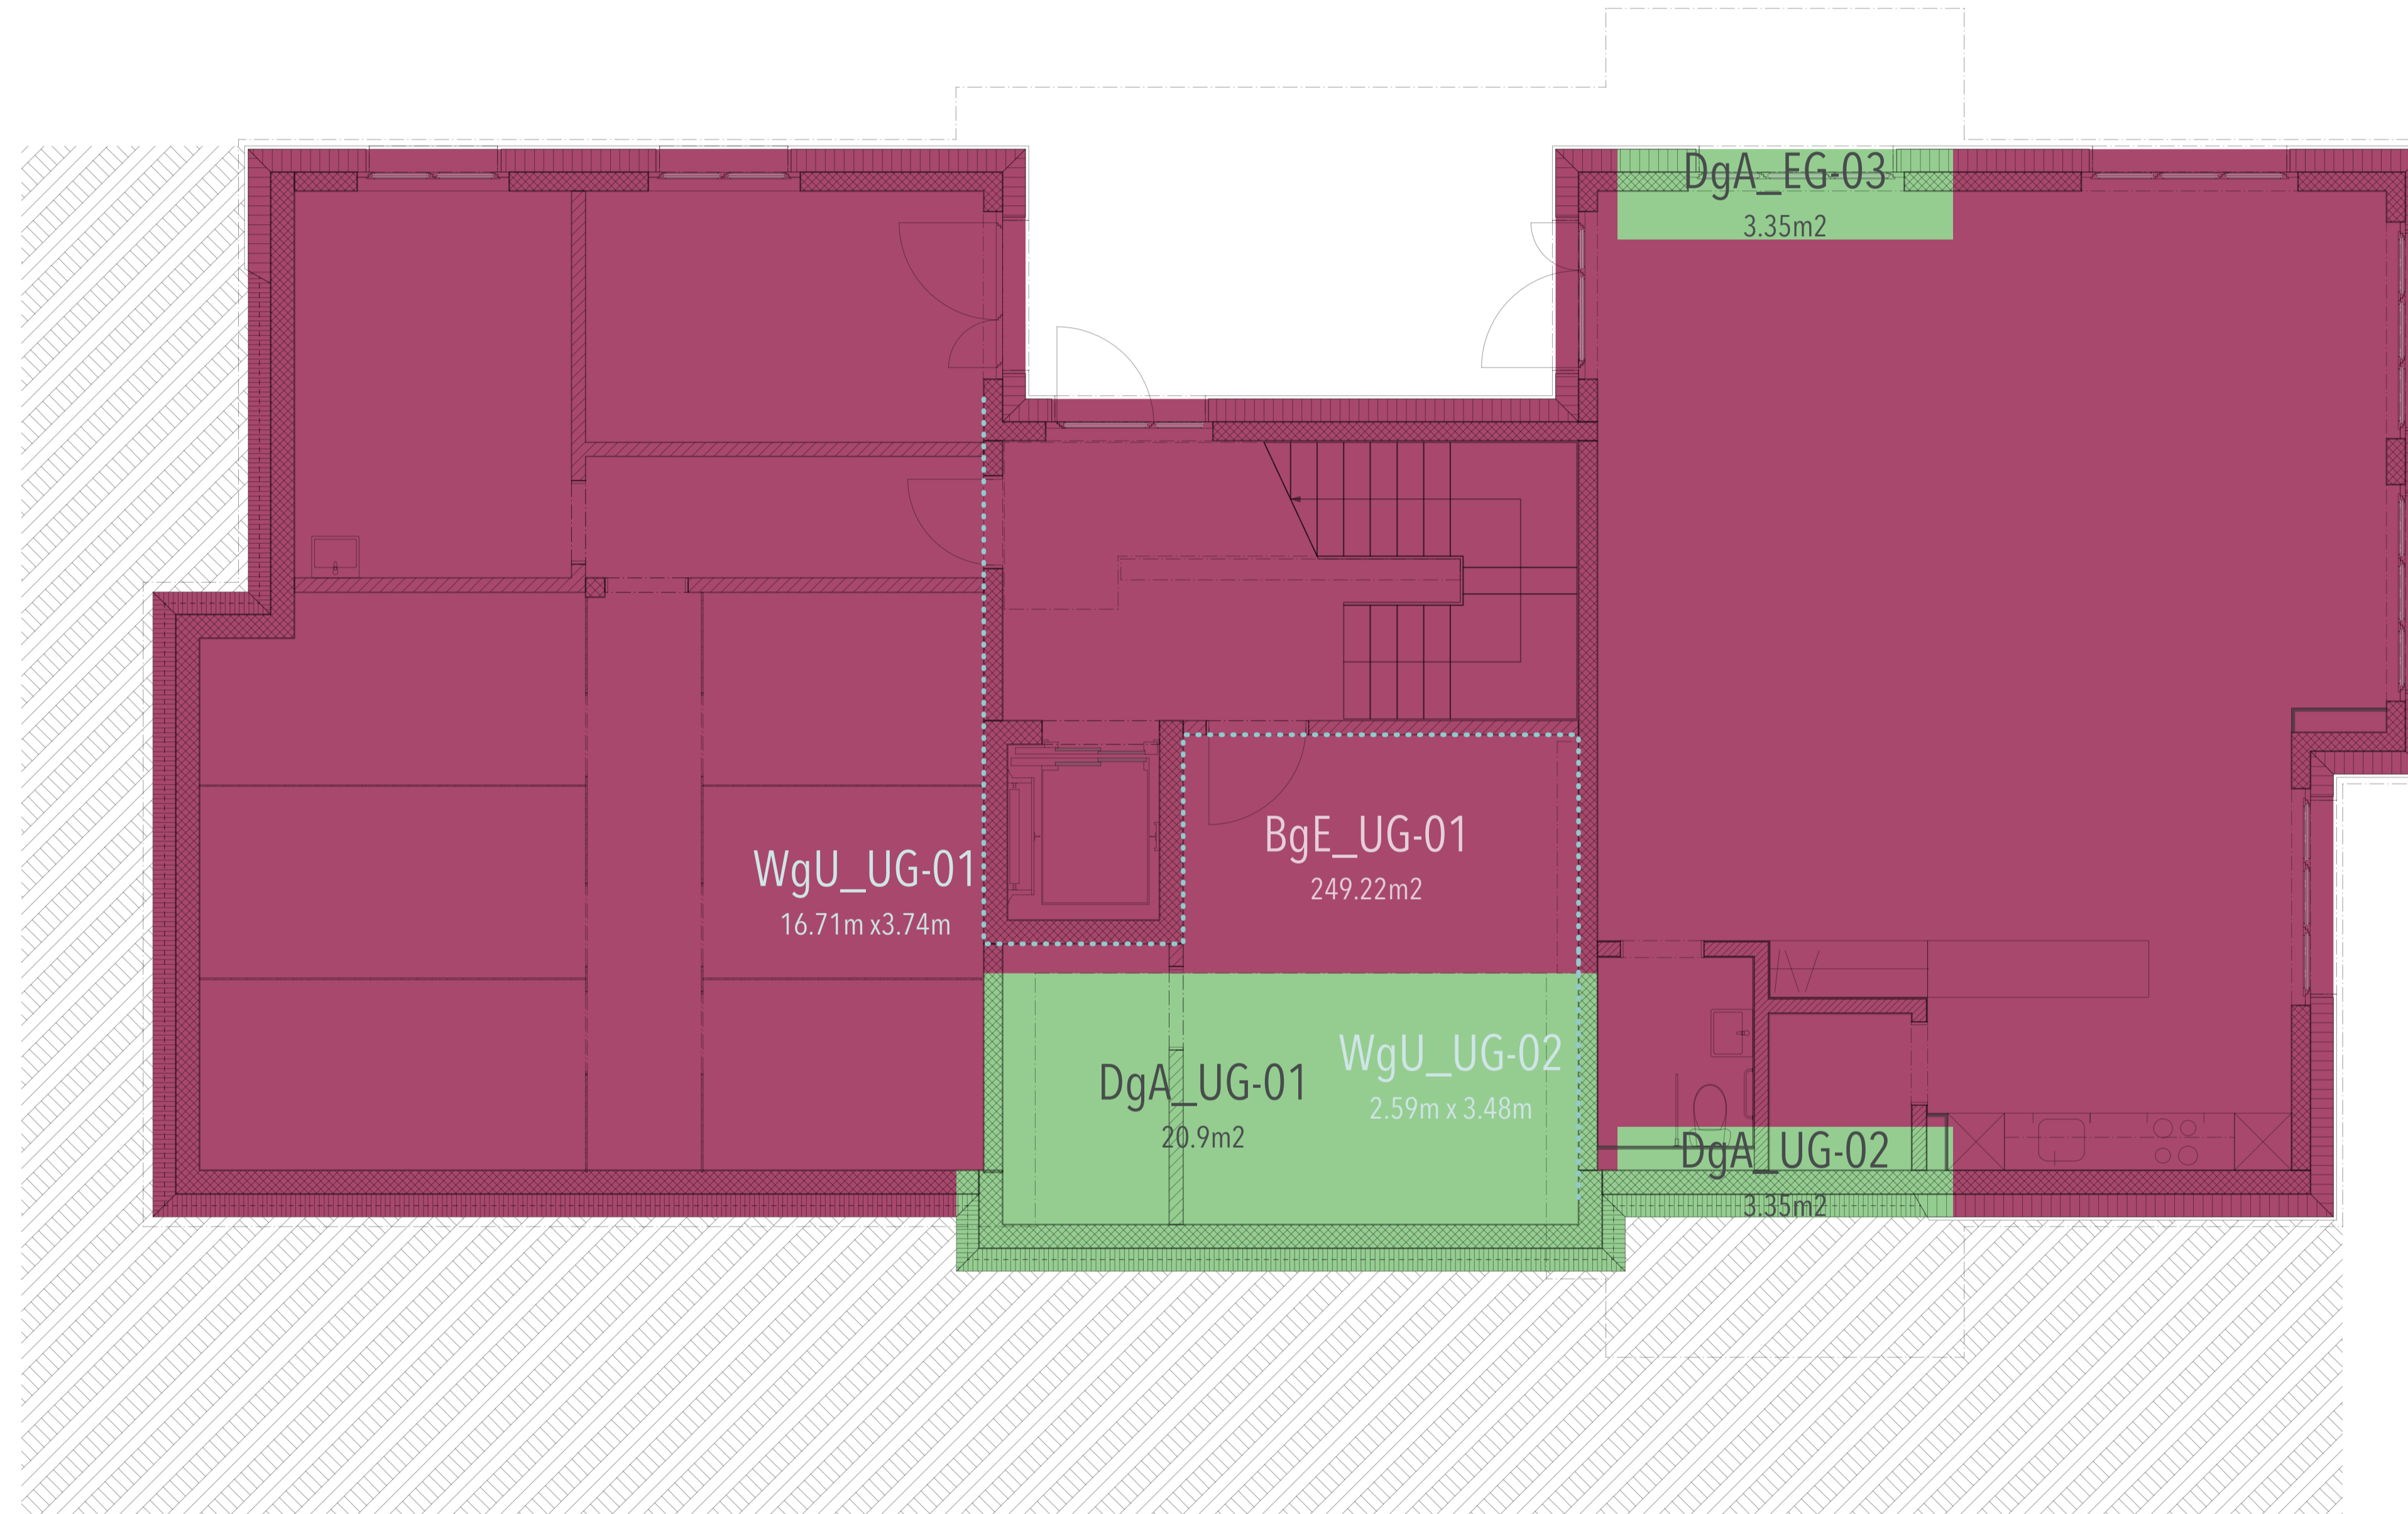 DgA_EG-03
3.35m2
BgE_UG-01
249.22m2
WgU_UG-01
16.71m x3.74m
WgU_UG-02
2.59m x 3.48m
DgA_UG-01
20.9m2
DgA_UG-02
3.35m2